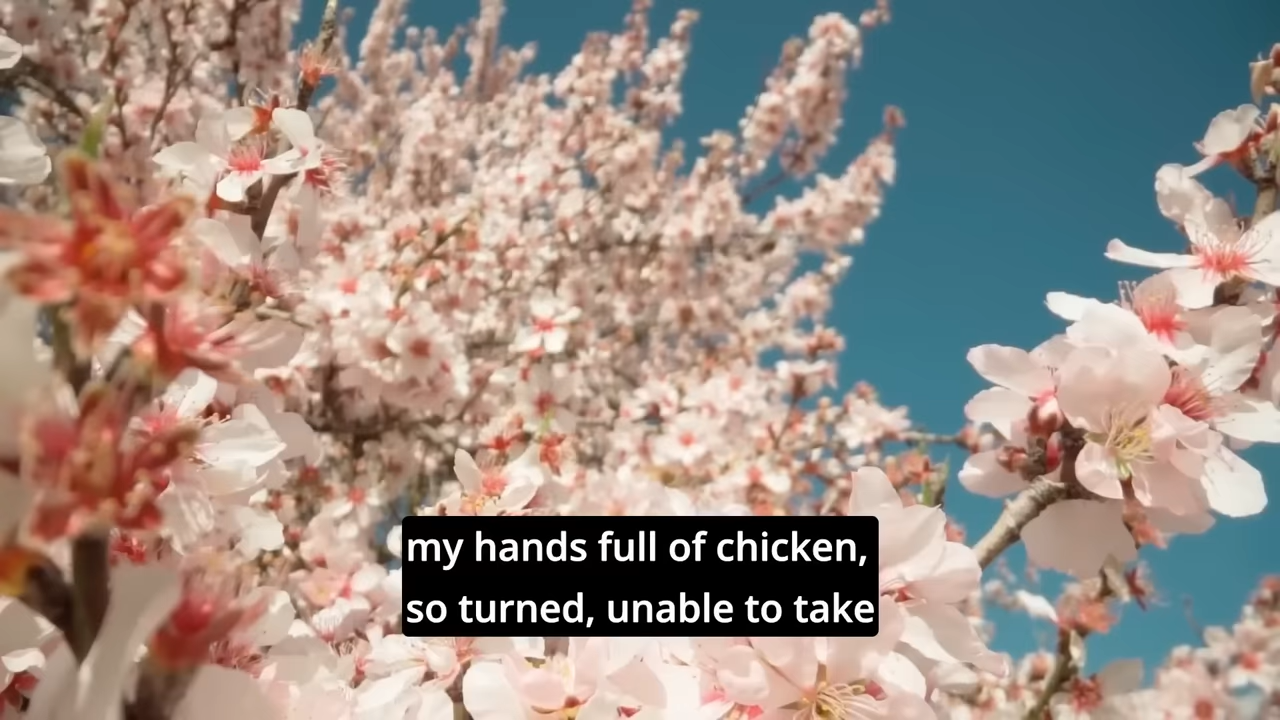 my hands full of chicken,
so turned, unable to take